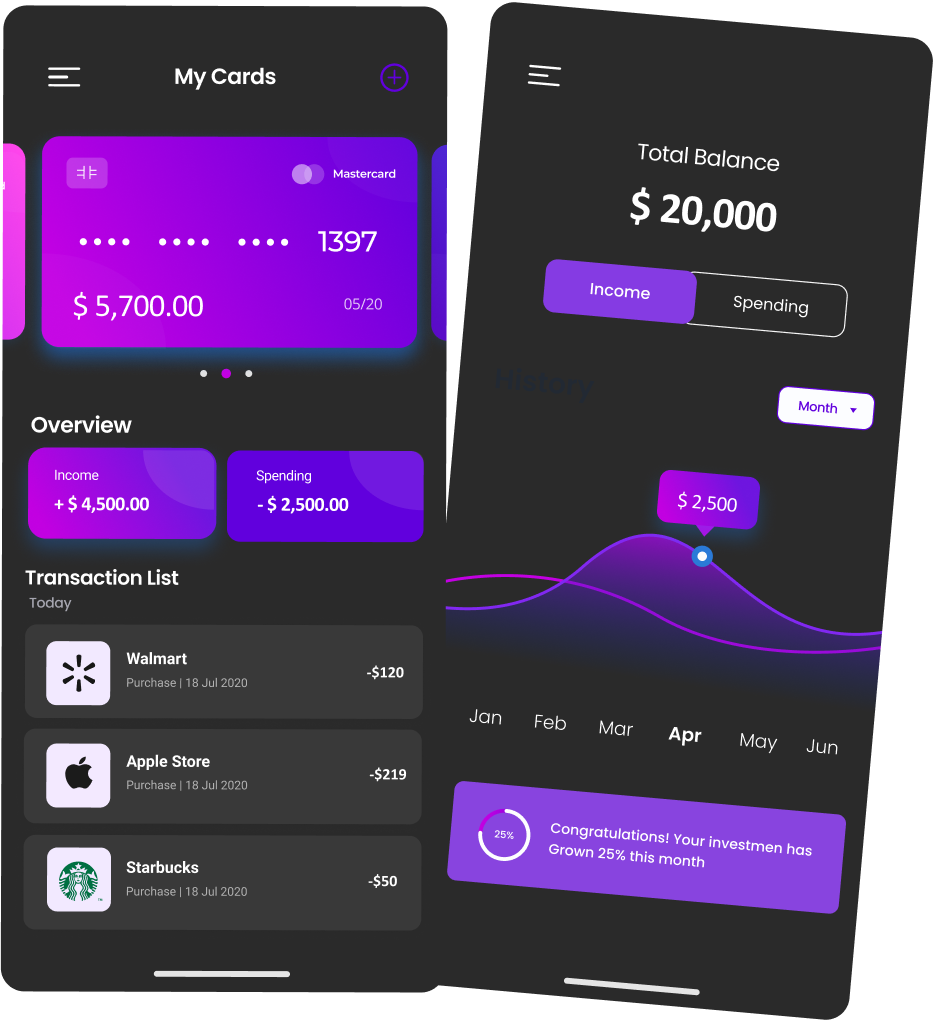 My Cards
d
Mastercard
•••• •••• •••• 1397
$ 5,700.00
05/20
Overview
Income
+ $ 4,500.00
Spending
- $ 2,500.00
Transaction List
Today
Walmart
Purchase | 18 Jul 2020
-$120
Apple Store
Purchase | 18 Jul 2020
-$219
Starbucks
Purchase | 18 Jul 2020
-$50
TM
Total Balance
$ 20,000
Income
Spending
History
Month
$ 2,500
Jan Feb Mar Apr May Jun
25%
Congratulations! Your investmen has
Grown 25% this month